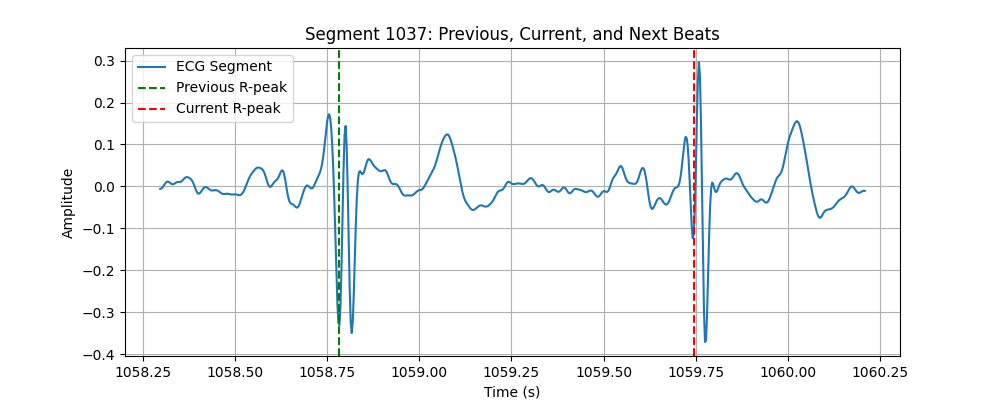 Segment 1037: Previous, Current, and Next Beats
ECG Segment
Previous R-peak
Current R-peak
0.3
0.2
0.1
0.0
−0.1
−0.2
−0.3
−0.4
Amplitude
1058.25 1058.50 1058.75 1059.00 1059.25 1059.50 1059.75 1060.00 1060.25
Time (s)